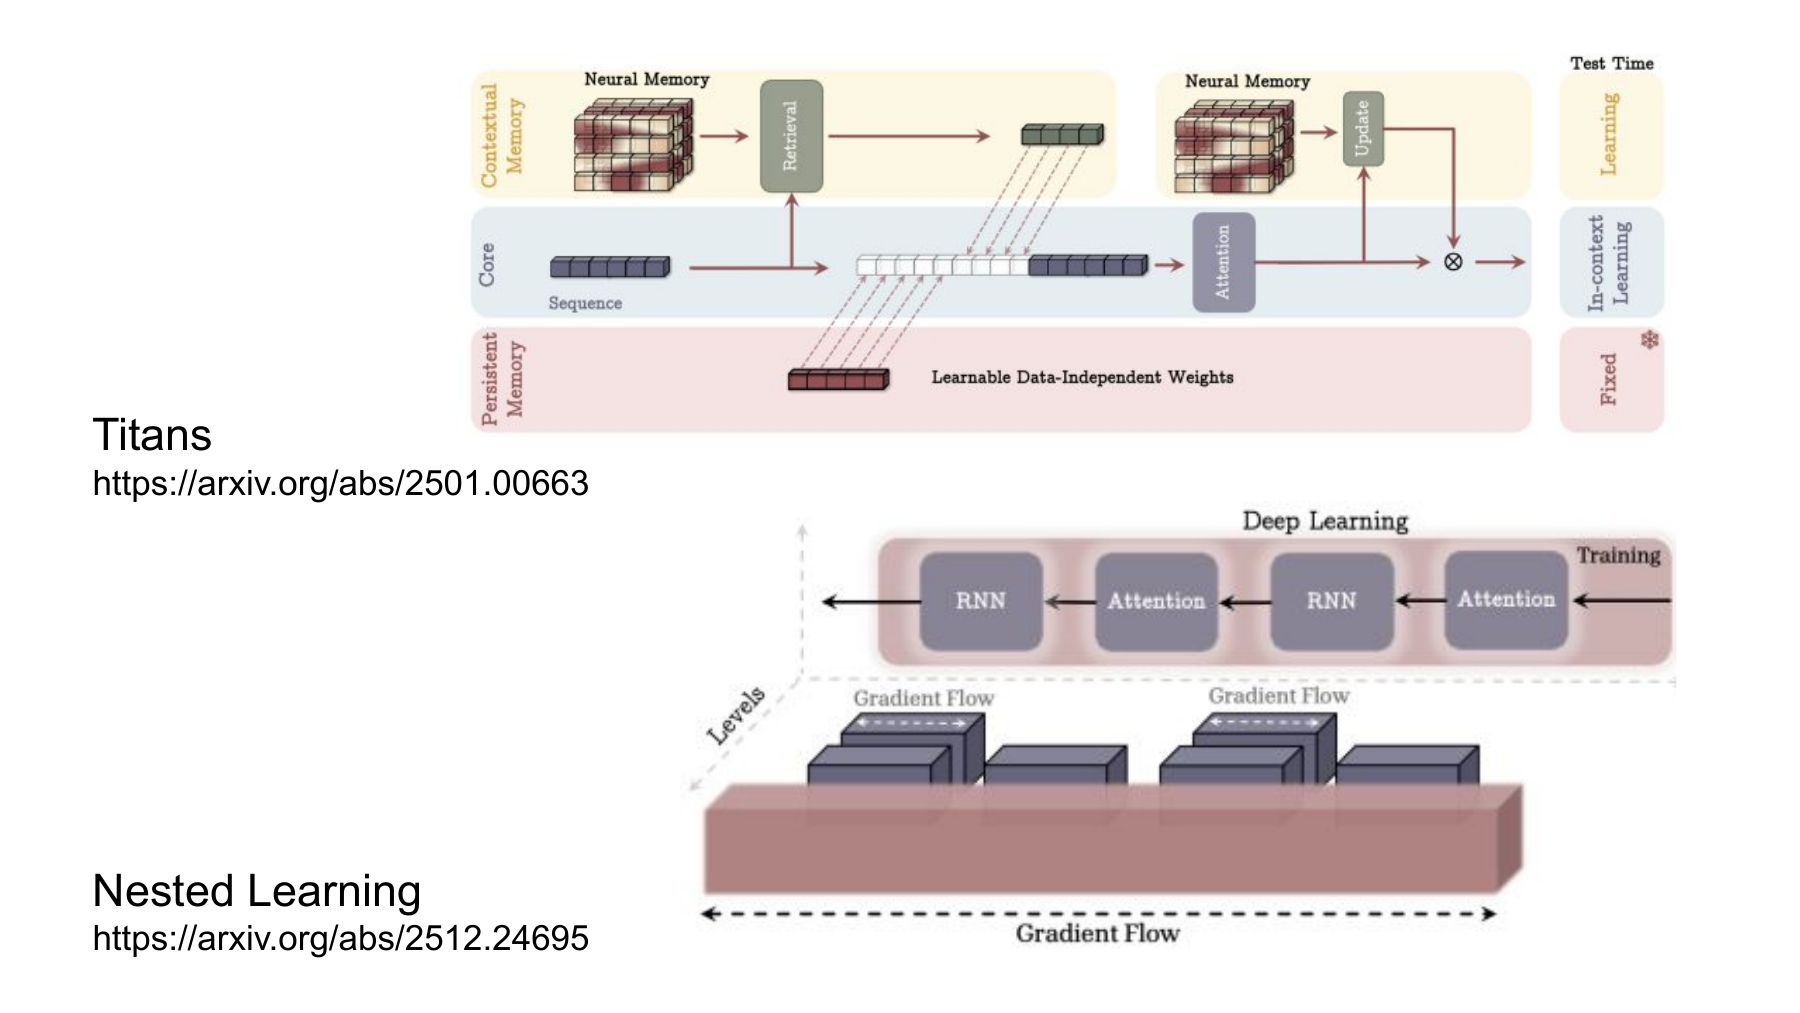 Test Time
Contextual
Memory
Neural Memory
Retrieval
Neural Memory
Update
Learning
Core
Sequence
Attention
In-context
Learning
Persistent
Memory
Learnable Data-Independent Weights
Fixed
Titans
https://arxiv.org/abs/2501.00663
Deep Learning
Training
RNN
Attention
RNN
Attention
Levels
Gradient Flow
Gradient Flow
Gradient Flow
Nested Learning
https://arxiv.org/abs/2512.24695